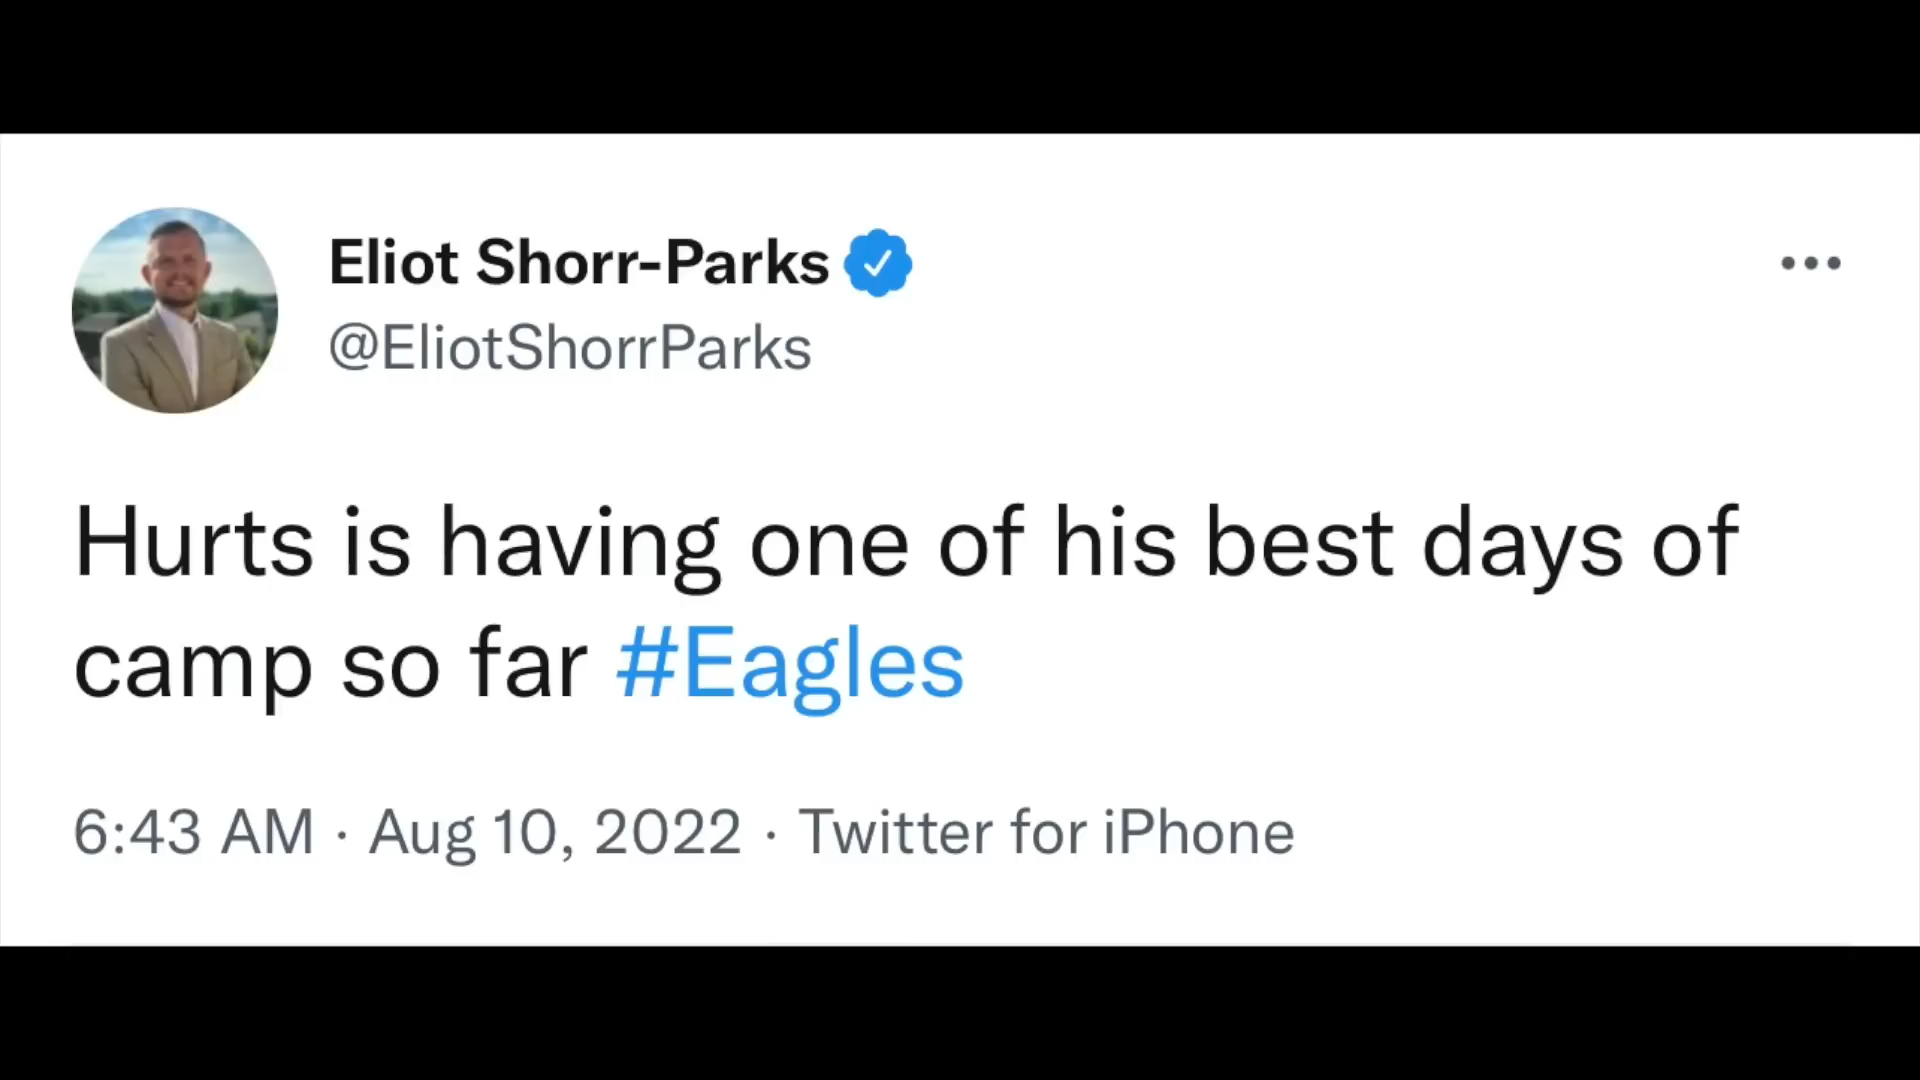 Eliot Shorr-Parks
@EliotShorrParks
Hurts is having one of his best days of
camp so far #Eagles
6:43 AM · Aug 10, 2022 · Twitter for iPhone